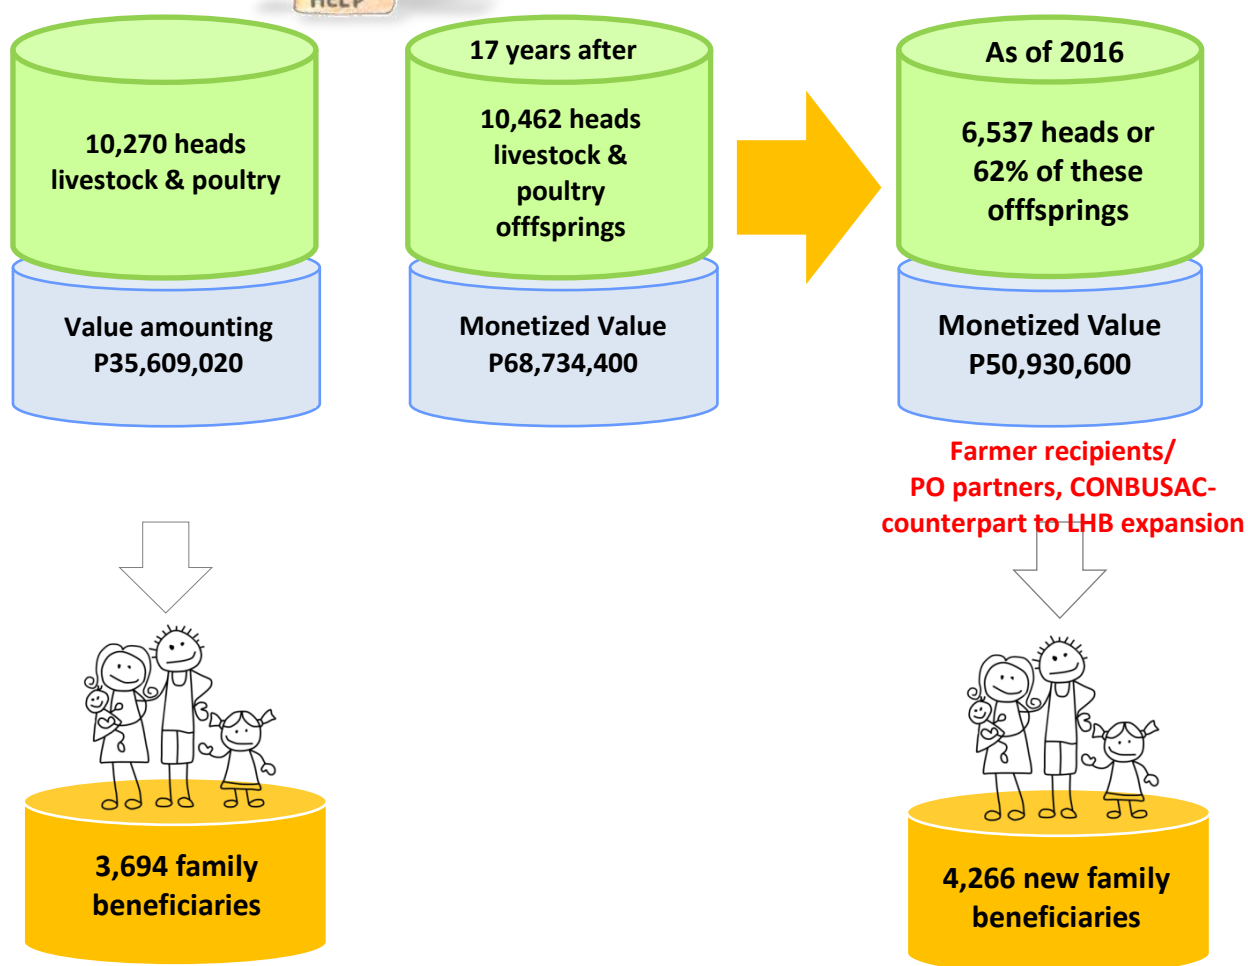 HELP
10,270 heads
livestock & poultry
Value amounting
P35,609,020
17 years after
10,462 heads
livestock &
poultry
offfsprings
Monetized Value
P68,734,400
As of 2016
6,537 heads or
62% of these
offfsprings
Monetized Value
P50,930,600
Farmer recipients/
PO partners, CONBUSAC-
counterpart to LHB expansion
3,694 family
beneficiaries
4,266 new family
beneficiaries